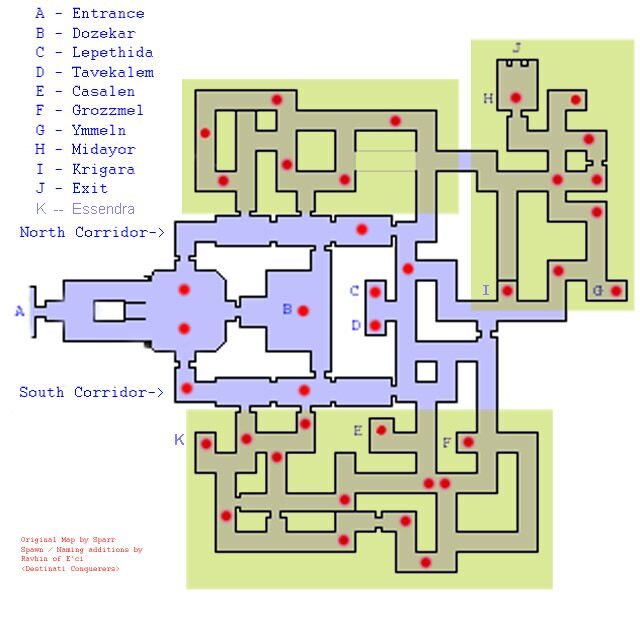 A - Entrance
B - Dozekar
C - Lepethida
D - Tavekalem
E - Casalen
F - Grozzmel
G - Ymmeln
H - Midayor
I - Krigara
J - Exit
K -- Essendra
North Corridor->
South Corridor->
J
H
C
I
G
A
B
D
E
K
F
Original Map by Sparr
Spawn / Naming additions by
Ravhin of E'ci
<Destinati Conquerers>